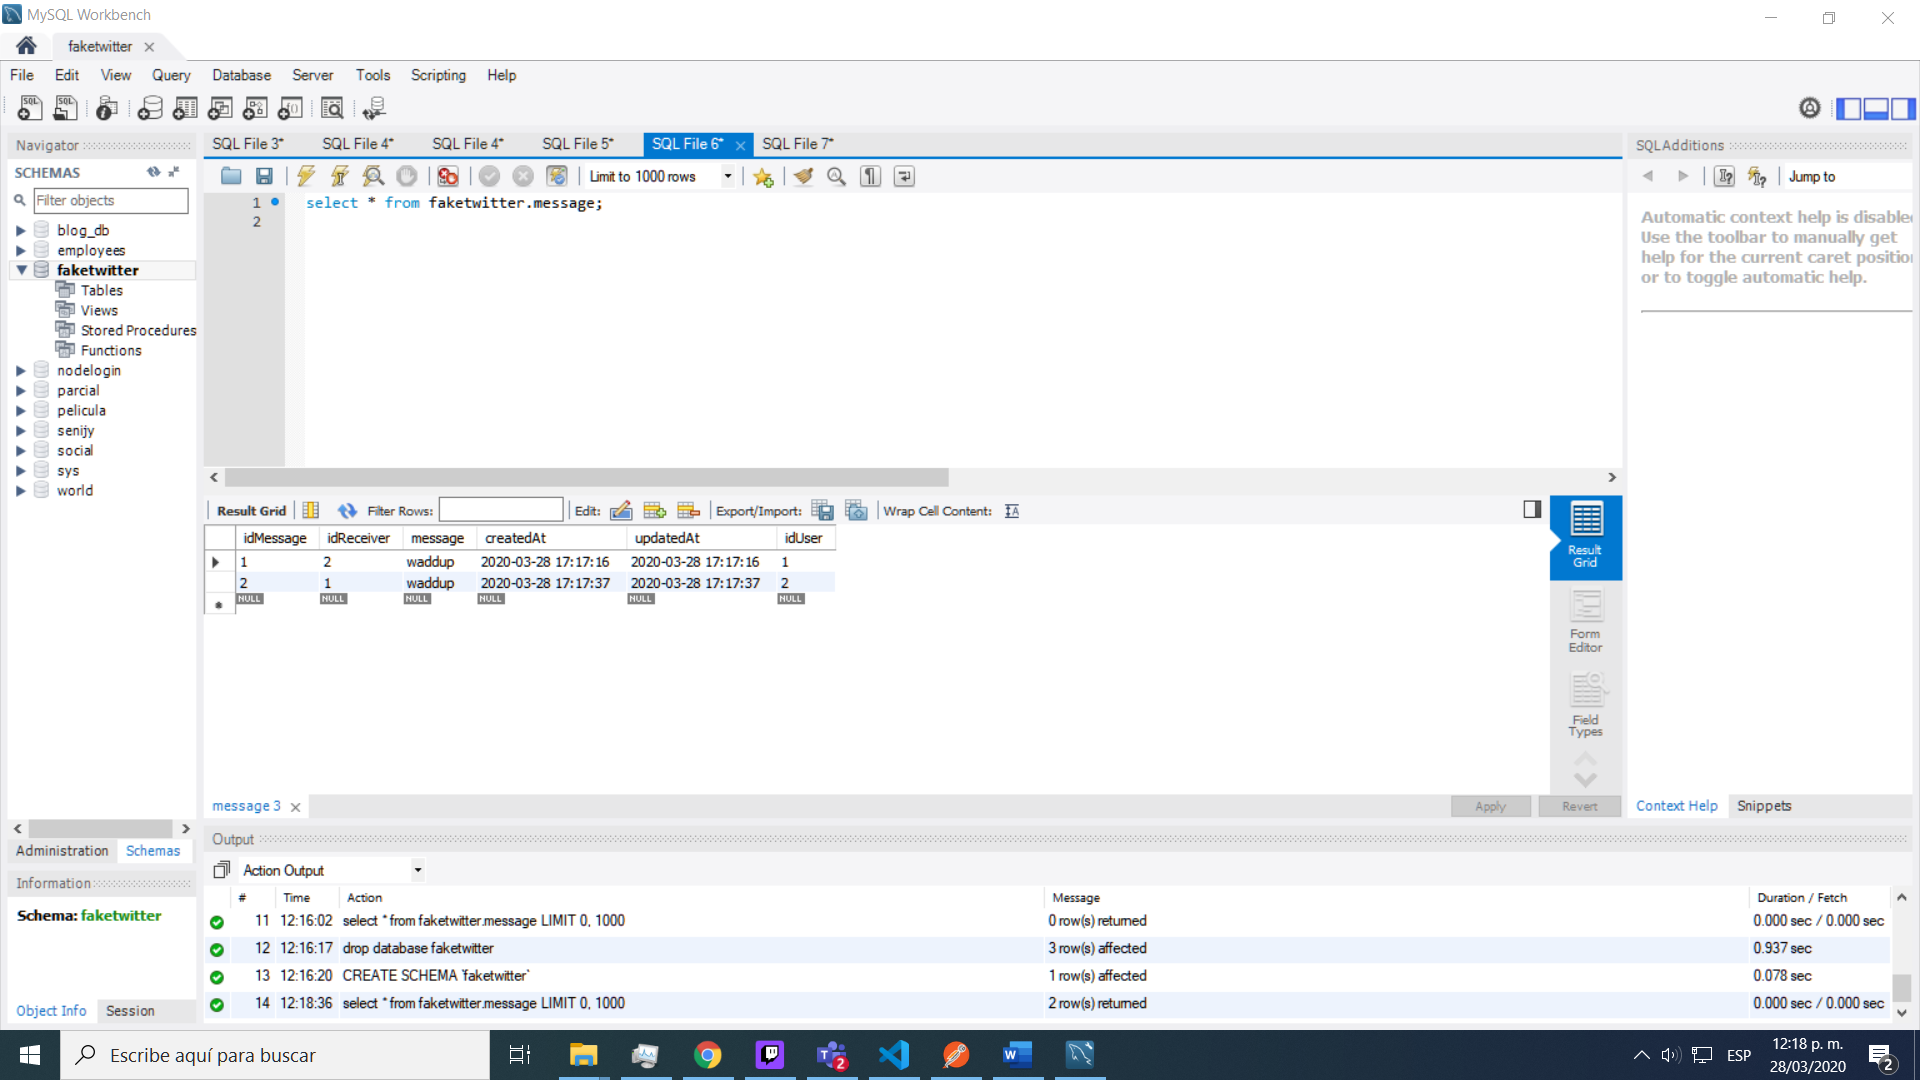 MySQL Workbench
faketwitter
File Edit View Query Database Server Tools Scripting Help
Navigator
SCHEMAS
Filter objects
blog_db
employees
faketwitter
Tables
Views
Stored Procedures
Functions
nodelogin
parcial
pelicula
senijy
social
sys
world
Administration Schemas
Information
Schema: faketwitter
Object Info Session
SQL File 3* SQL File 4* SQL File 4* SQL File 5* SQL File 6* SQL File 7*
Limit to 1000 rows
1 select * from faketwitter.message;
2
Result Grid Filter Rows: Edit: Export/Import: Wrap Cell Content:
idMessage idReceiver message createdAt updatedAt idUser
1 2 waddup 2020-03-28 17:17:16 2020-03-28 17:17:16 1
2 1 waddup 2020-03-28 17:17:37 2020-03-28 17:17:37 2
NULL NULL NULL NULL NULL NULL
Result
Grid
Form
Editor
Field
Types
message 3 Apply Revert
SQLAdditions
Jump to
Automatic context help is disable
Use the toolbar to manually get
help for the current caret position
or to toggle automatic help.
Context Help Snippets
Output
Action Output
# Time Action Message Duration / Fetch
11 12:16:02 select * from faketwitter.message LIMIT 0, 1000 0 row(s) returned 0.000 sec / 0.000 sec
12 12:16:17 drop database faketwitter 3 row(s) affected 0.937 sec
13 12:16:20 CREATE SCHEMA `faketwitter` 1 row(s) affected 0.078 sec
14 12:18:36 select * from faketwitter.message LIMIT 0, 1000 2 row(s) returned 0.000 sec / 0.000 sec
Escribe aquí para buscar
2
ESP
12:18 p. m.
28/03/2020
2